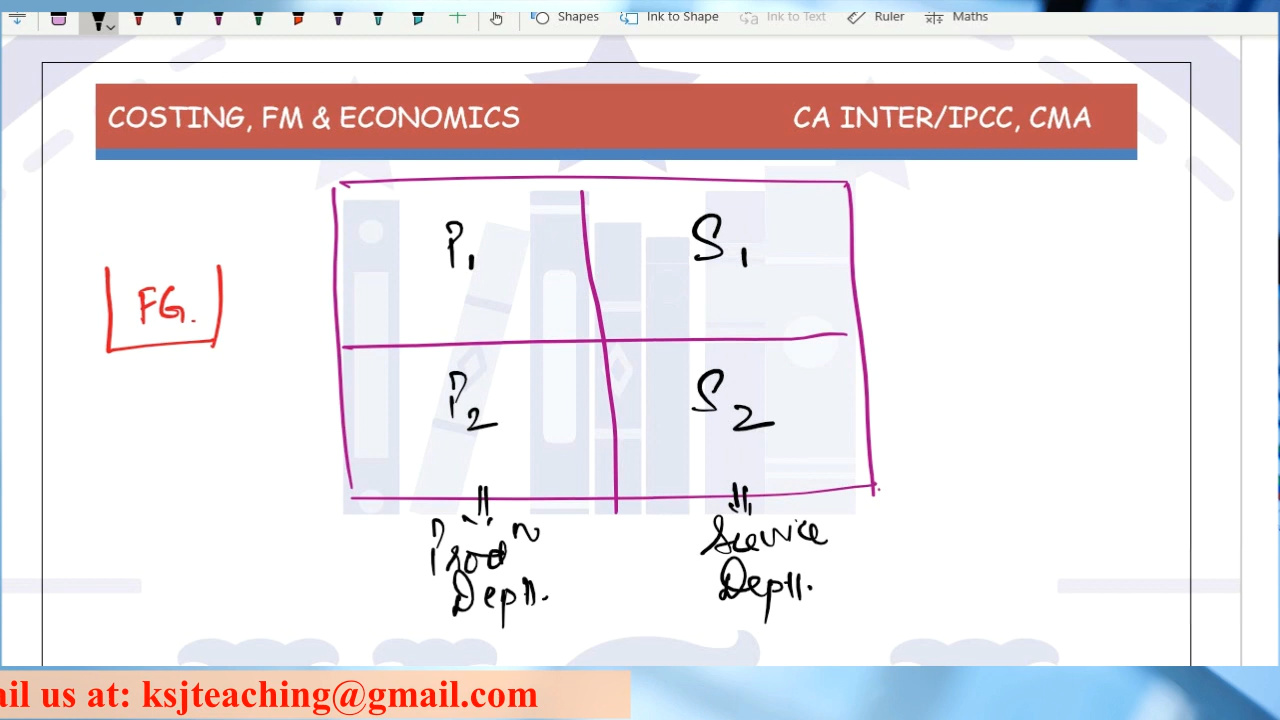 Shapes Ink to Shape Ink to Text Ruler Maths
COSTING, FM & ECONOMICS CA INTER/IPCC, CMA
P1 S1
FG.
P2 S2
Prodn Service
Deptt. Deptt.
ail us at: ksjteaching@gmail.com